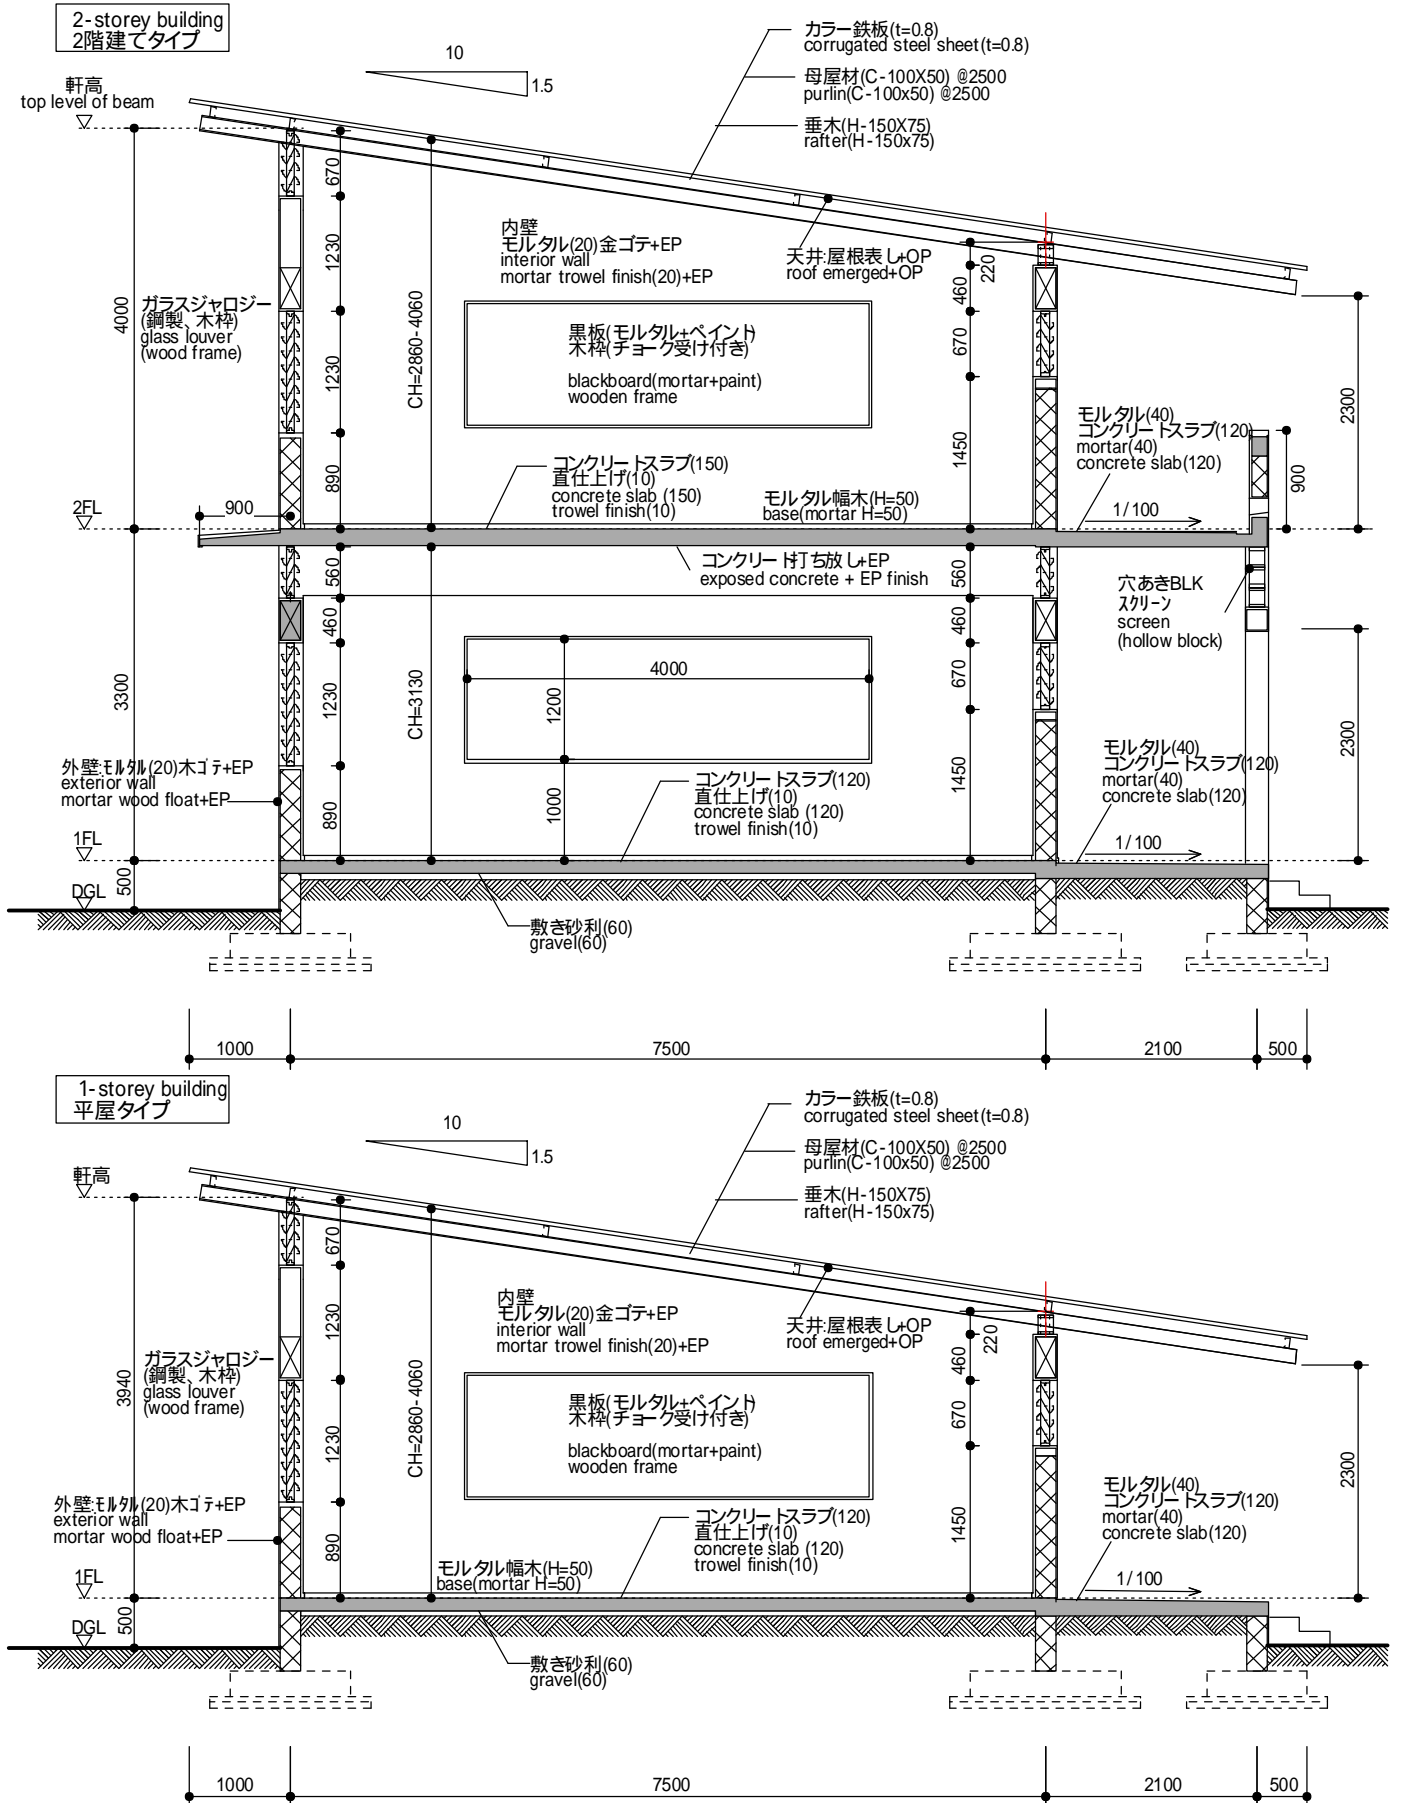 2-storey building
2階建てタイプ
軒高
top level of beam
10
1.5
カラー鉄板(t=0.8)
corrugated steel sheet(t=0.8)
母屋材(C-100X50) @2500
purlin(C-100x50) @2500
垂木(H-150X75)
rafter(H-150x75)
670
1230
1230
890
4000
ガラスジャロジー
(鋼製、木枠)
glass louver
(wood frame)
CH=2860-4060
内壁
モルタル(20)金ゴテ+EP
interior wall
mortar trowel finish(20)+EP
天井:屋根表し+OP
roof emerged+OP
220
460
670
1450
黒板(モルタル+ペイント)
木枠(チョーク受け付き)
blackboard(mortar+paint)
wooden frame
モルタル(40)
コンクリートスラブ(120)
mortar(40)
concrete slab(120)
2300
900
コンクリートスラブ(150)
直仕上げ(10)
concrete slab (150)
trowel finish(10)
モルタル幅木(H=50)
base(mortar H=50)
1/100
2FL
900
コンクリート打ち放し+EP
exposed concrete + EP finish
560
460
1230
890
560
460
670
1450
穴あきBLK
スクリーン
screen
(hollow block)
3300
CH=3130
4000
1200
1000
2300
外壁:モルタル(20)木ゴテ+EP
exterior wall
mortar wood float+EP
コンクリートスラブ(120)
直仕上げ(10)
concrete slab (120)
trowel finish(10)
モルタル(40)
コンクリートスラブ(120)
mortar(40)
concrete slab(120)
1/100
1FL
500
DGL
敷き砂利(60)
gravel(60)
1000
7500
2100
500
1-storey building
平屋タイプ
軒高
10
1.5
カラー鉄板(t=0.8)
corrugated steel sheet(t=0.8)
母屋材(C-100X50) @2500
purlin(C-100x50) @2500
垂木(H-150X75)
rafter(H-150x75)
670
1230
1230
890
3940
ガラスジャロジー
(鋼製、木枠)
glass louver
(wood frame)
CH=2860-4060
内壁
モルタル(20)金ゴテ+EP
interior wall
mortar trowel finish(20)+EP
天井:屋根表し+OP
roof emerged+OP
220
460
670
1450
黒板(モルタル+ペイント)
木枠(チョーク受け付き)
blackboard(mortar+paint)
wooden frame
2300
外壁:モルタル(20)木ゴテ+EP
exterior wall
mortar wood float+EP
コンクリートスラブ(120)
直仕上げ(10)
concrete slab (120)
trowel finish(10)
モルタル(40)
コンクリートスラブ(120)
mortar(40)
concrete slab(120)
モルタル幅木(H=50)
base(mortar H=50)
1/100
1FL
500
DGL
敷き砂利(60)
gravel(60)
1000
7500
2100
500